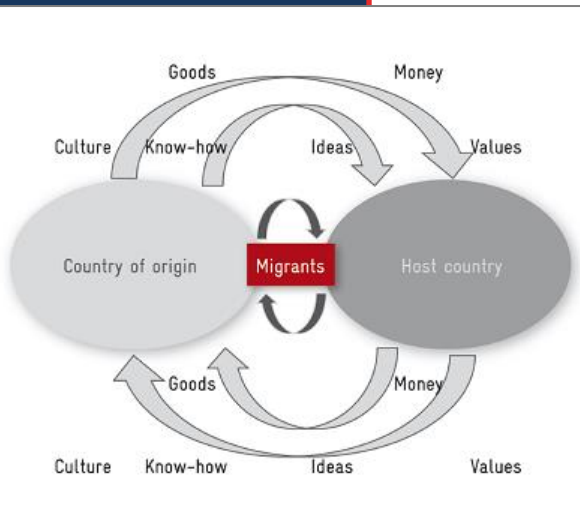 Goods Money
Culture Know-how Ideas Values
Country of origin Migrants Host country
Goods Money
Culture Know-how Ideas Values